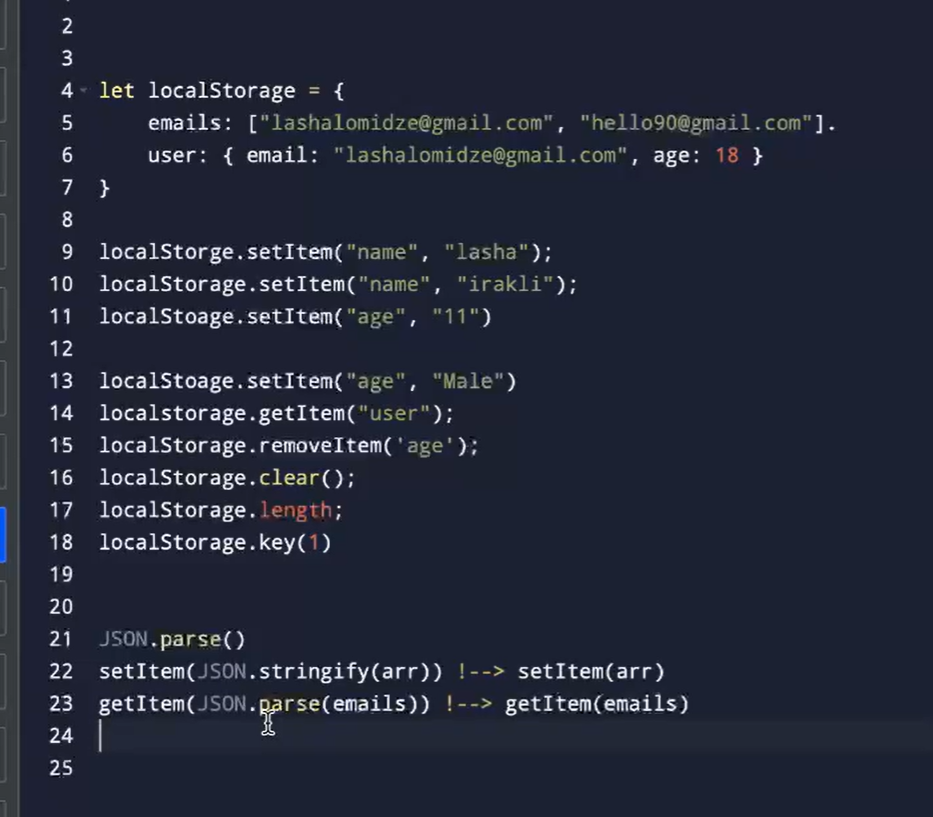 2
3
4 let localStorage = {
5 emails: ["lashalomidze@gmail.com", "hello90@gmail.com"].
6 user: { email: "lashalomidze@gmail.com", age: 18 }
7 }
8
9 localStorge.setItem("name", "lasha");
10 localStorage.setItem("name", "irakli");
11 localStoage.setItem("age", "11")
12
13 localStoage.setItem("age", "Male")
14 localstorage.getItem("user");
15 localStorage.removeItem('age');
16 localStorage.clear();
17 localStorage.length;
18 localStorage.key(1)
19
20
21 JSON.parse()
22 setItem(JSON.stringify(arr)) !--> setItem(arr)
23 getItem(JSON.parse(emails)) !--> getItem(emails)
24
25